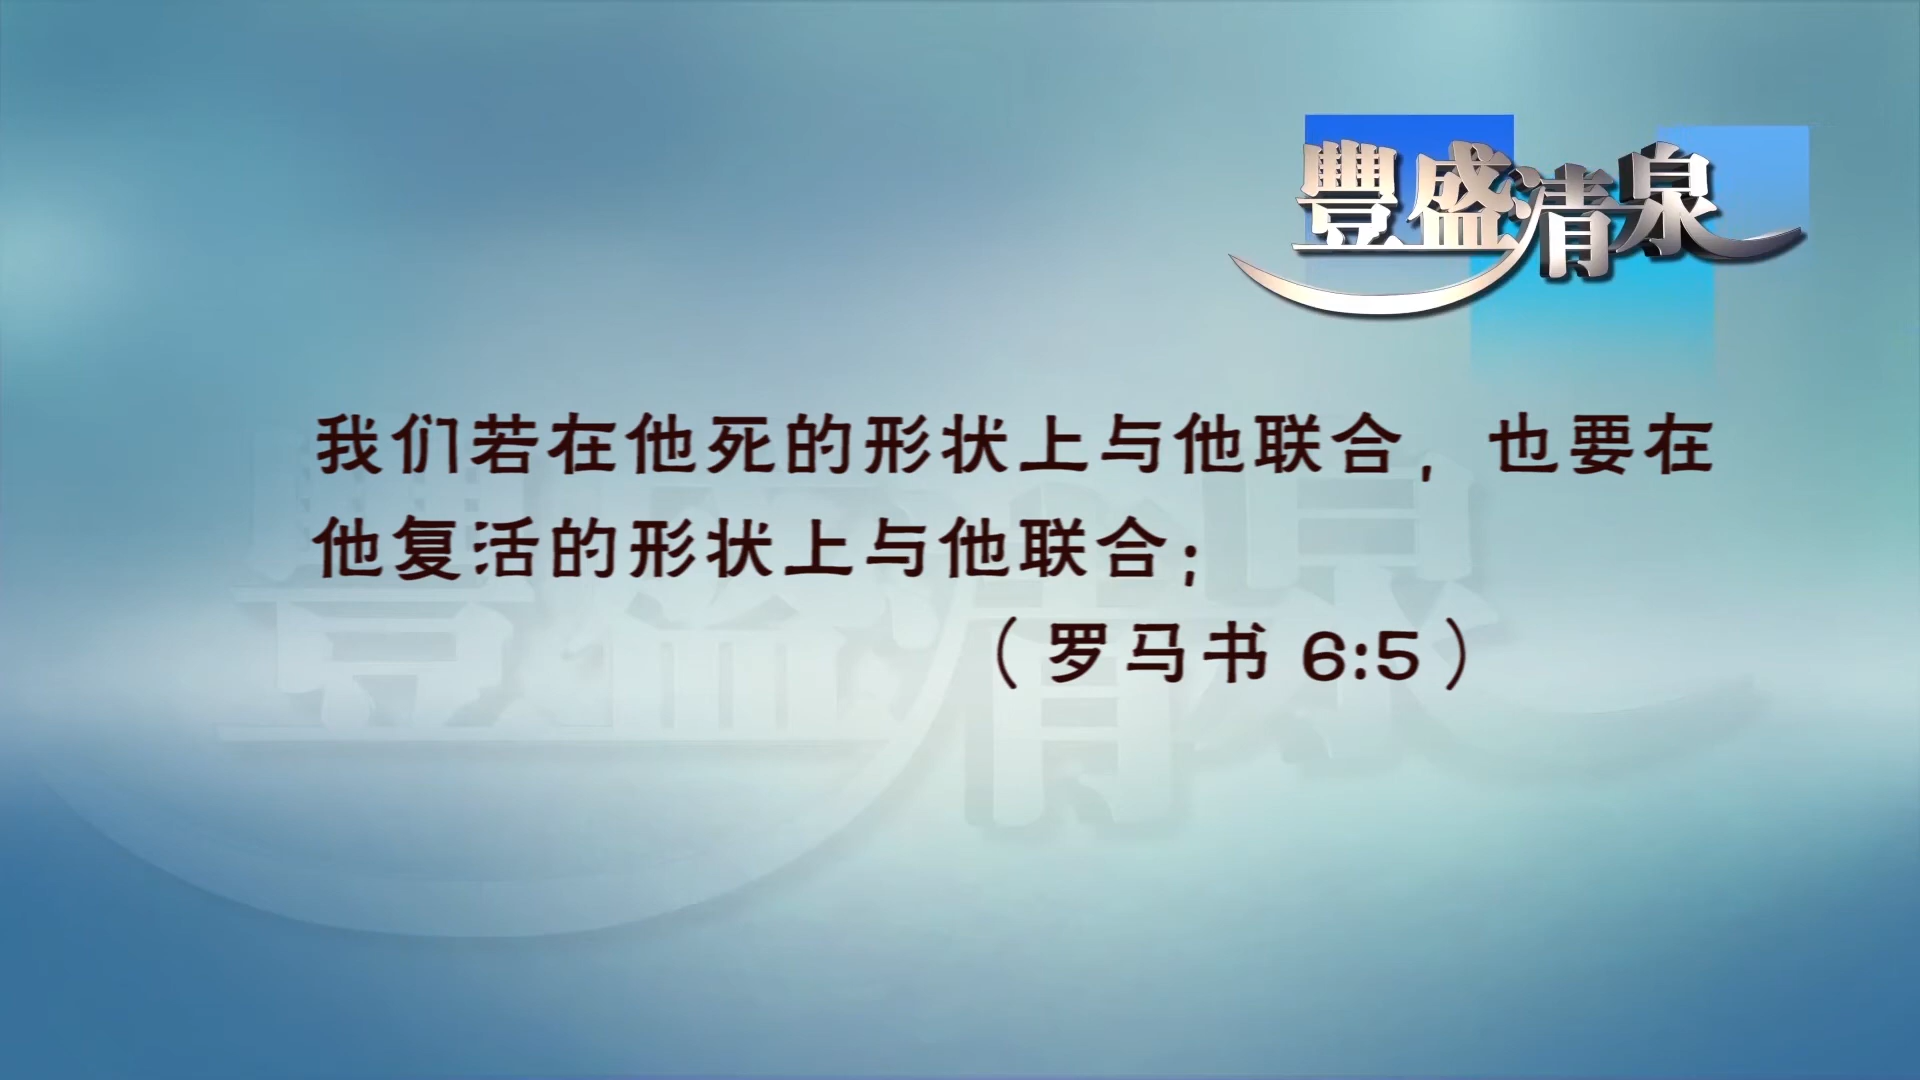 豐盛清泉
我们若在他死的形状上与他联合，也要在
他复活的形状上与他联合；
（罗马书 6:5）